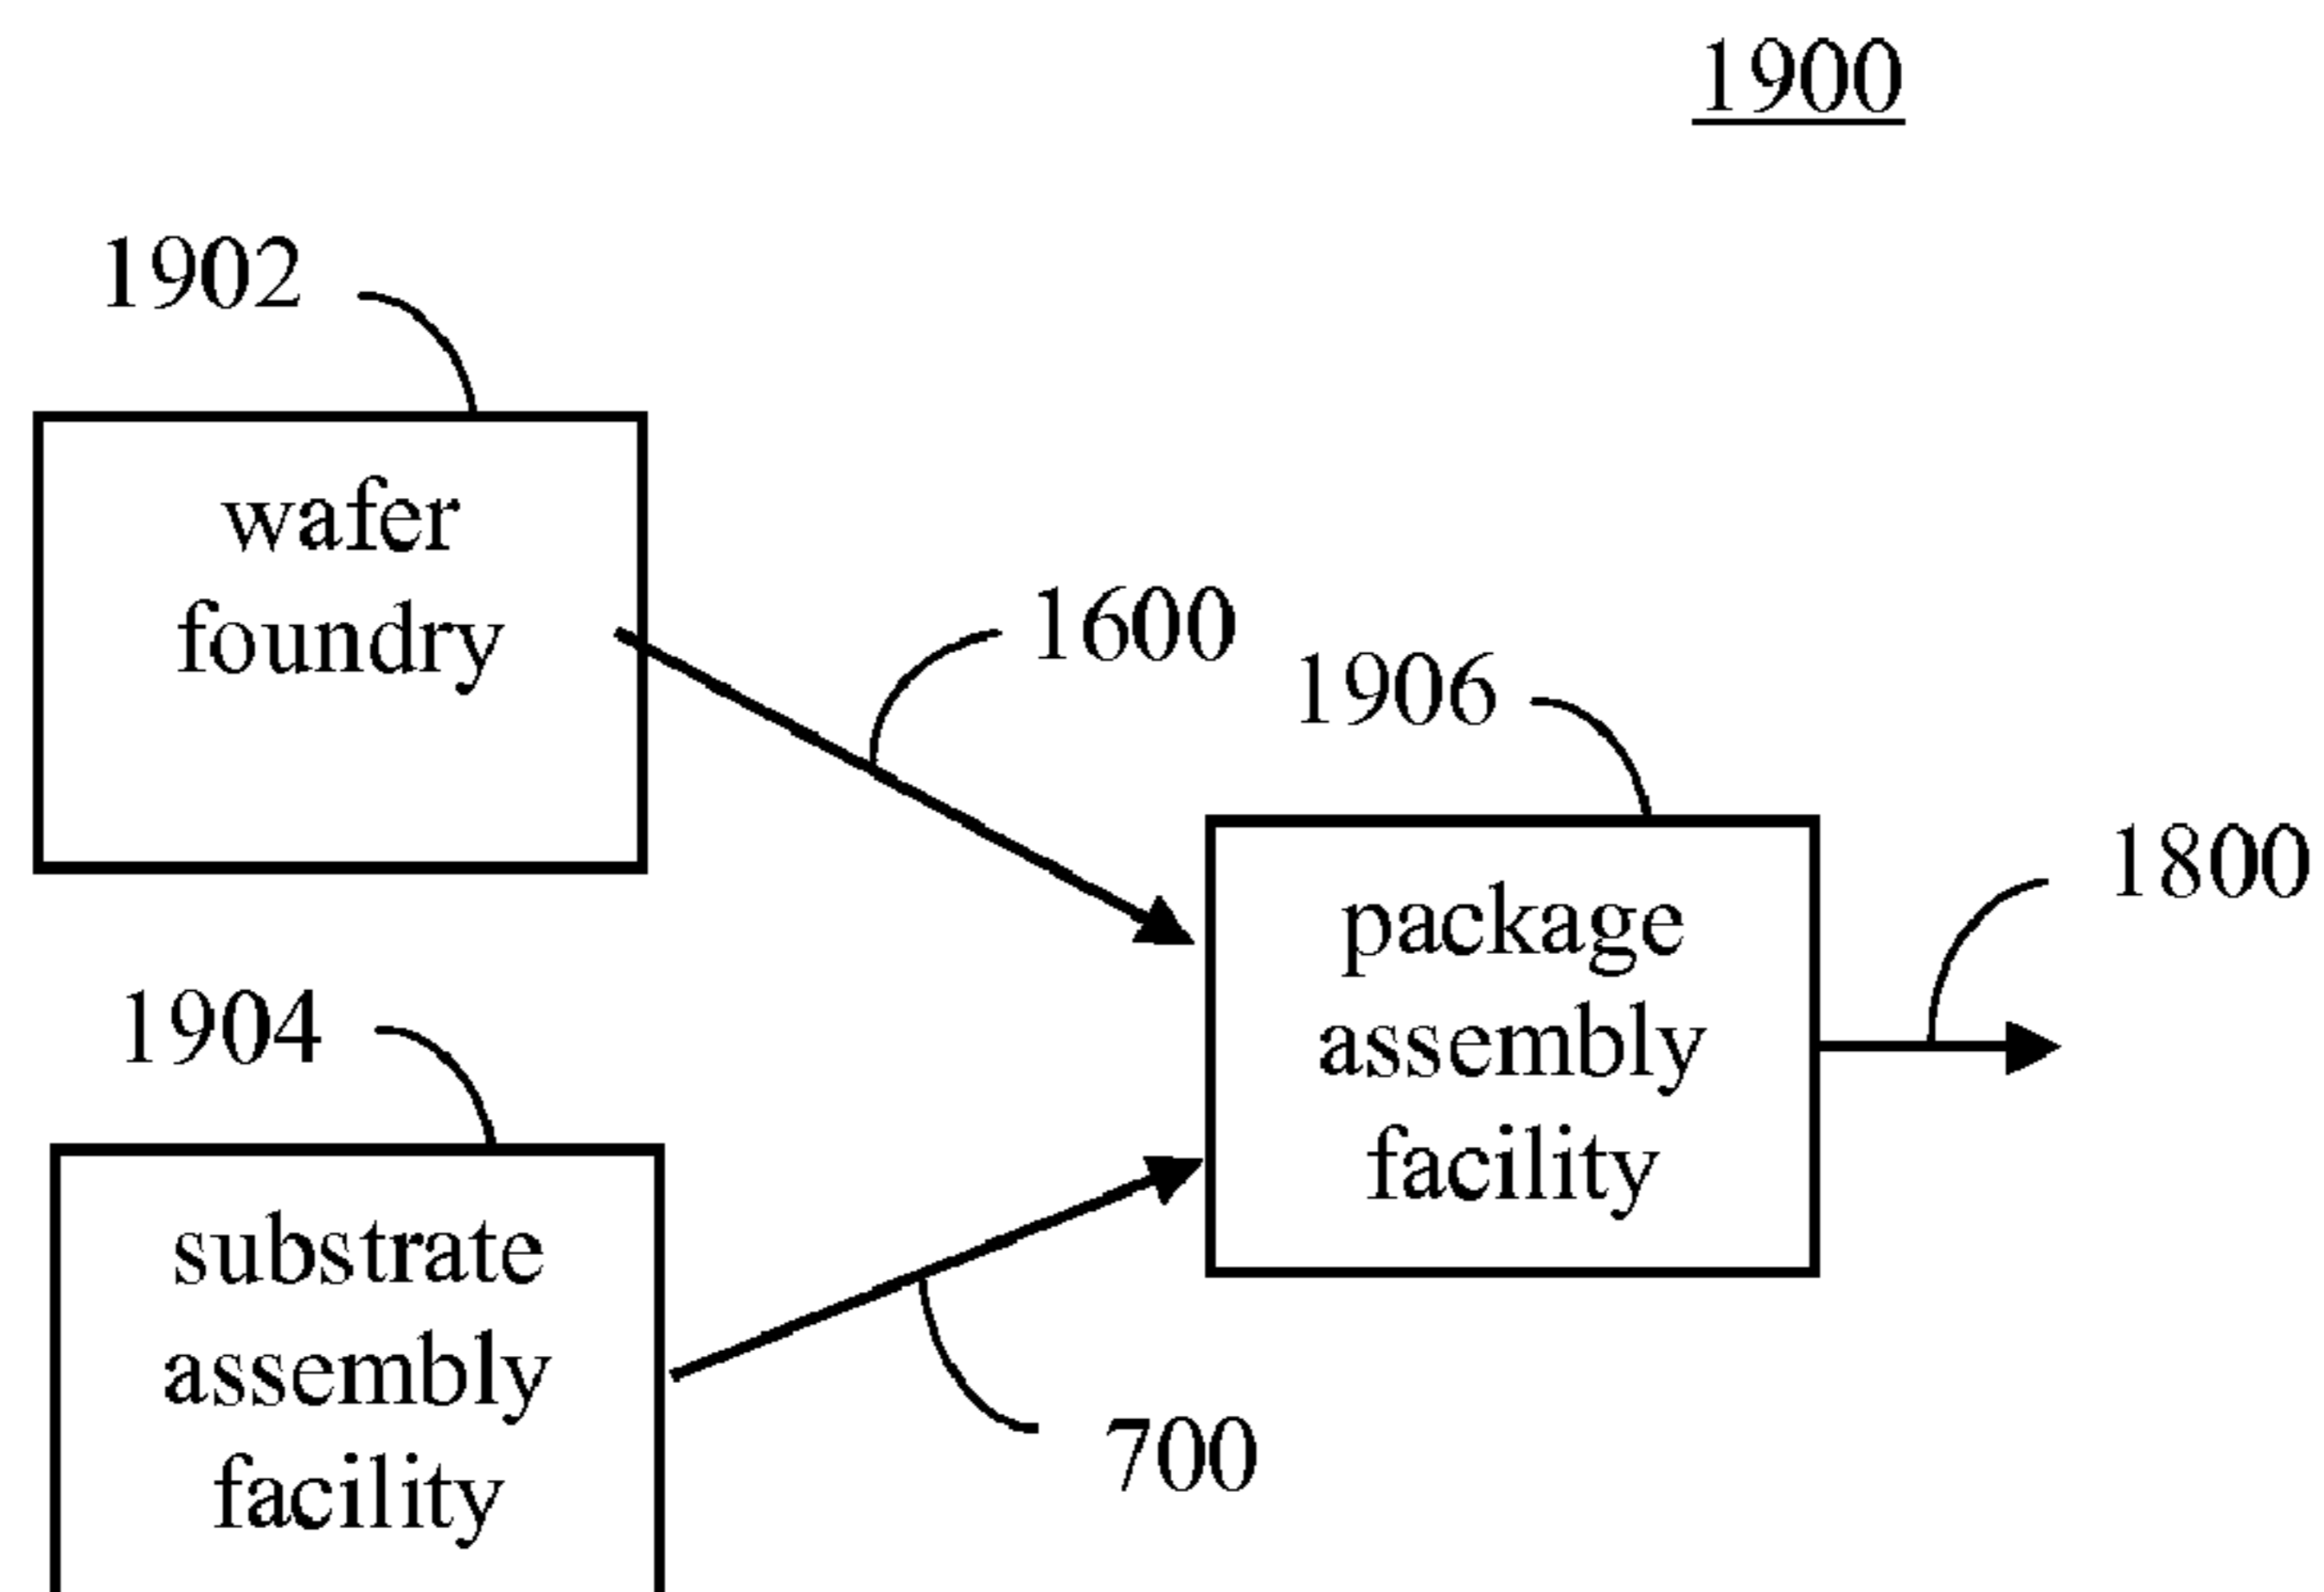 1900
1902
wafer
foundry
1600
1906
1800
package
assembly
facility
1904
substrate
assembly
facility
700